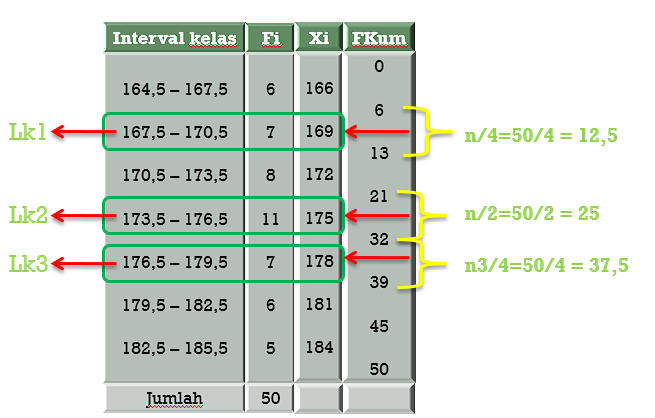 Interval kelas Fi Xi FKum
0
164,5 – 167,5 6 166
6
Lk1 167,5 – 170,5 7 169 n/4=50/4 = 12,5
13
170,5 – 173,5 8 172
21
Lk2 173,5 – 176,5 11 175 n/2=50/2 = 25
32
Lk3 176,5 – 179,5 7 178 n3/4=50/4 = 37,5
39
179,5 – 182,5 6 181
45
182,5 – 185,5 5 184
50
Jumlah 50